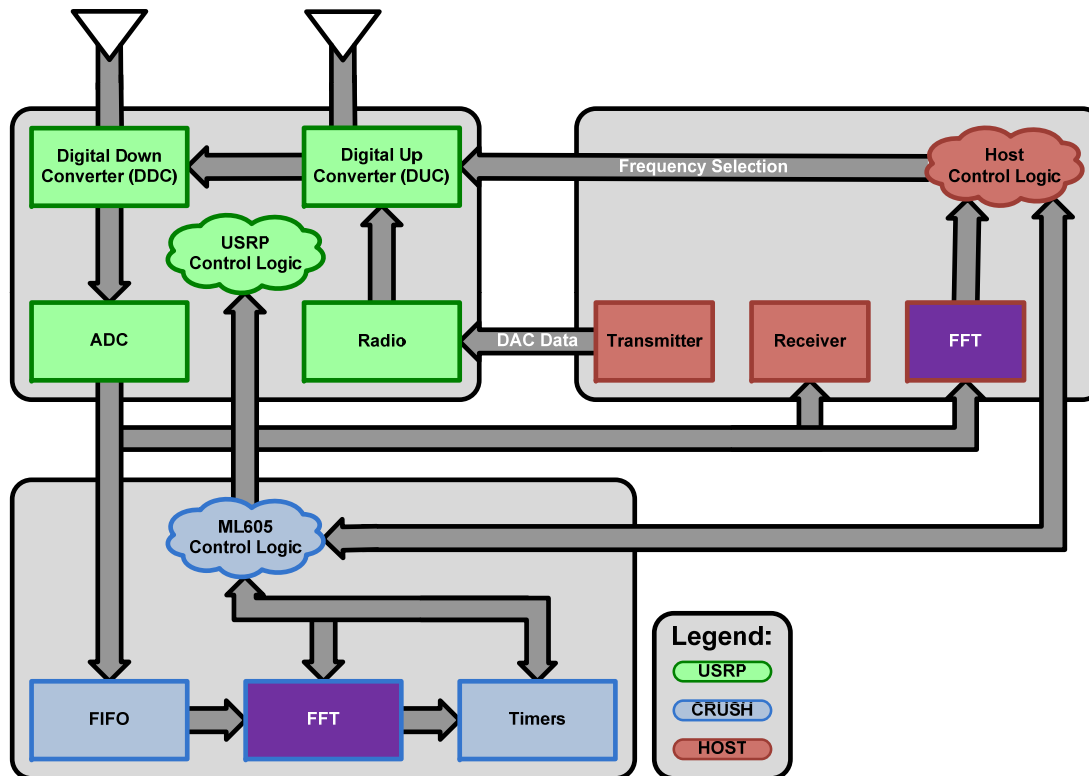 Digital Down
Converter (DDC)
Digital Up
Converter (DUC)
Frequency Selection
Host
Control Logic
USRP
Control Logic
ADC
Radio
DAC Data
Transmitter
Receiver
FFT
ML605
Control Logic
FIFO
FFT
Timers
Legend:
USRP
CRUSH
HOST